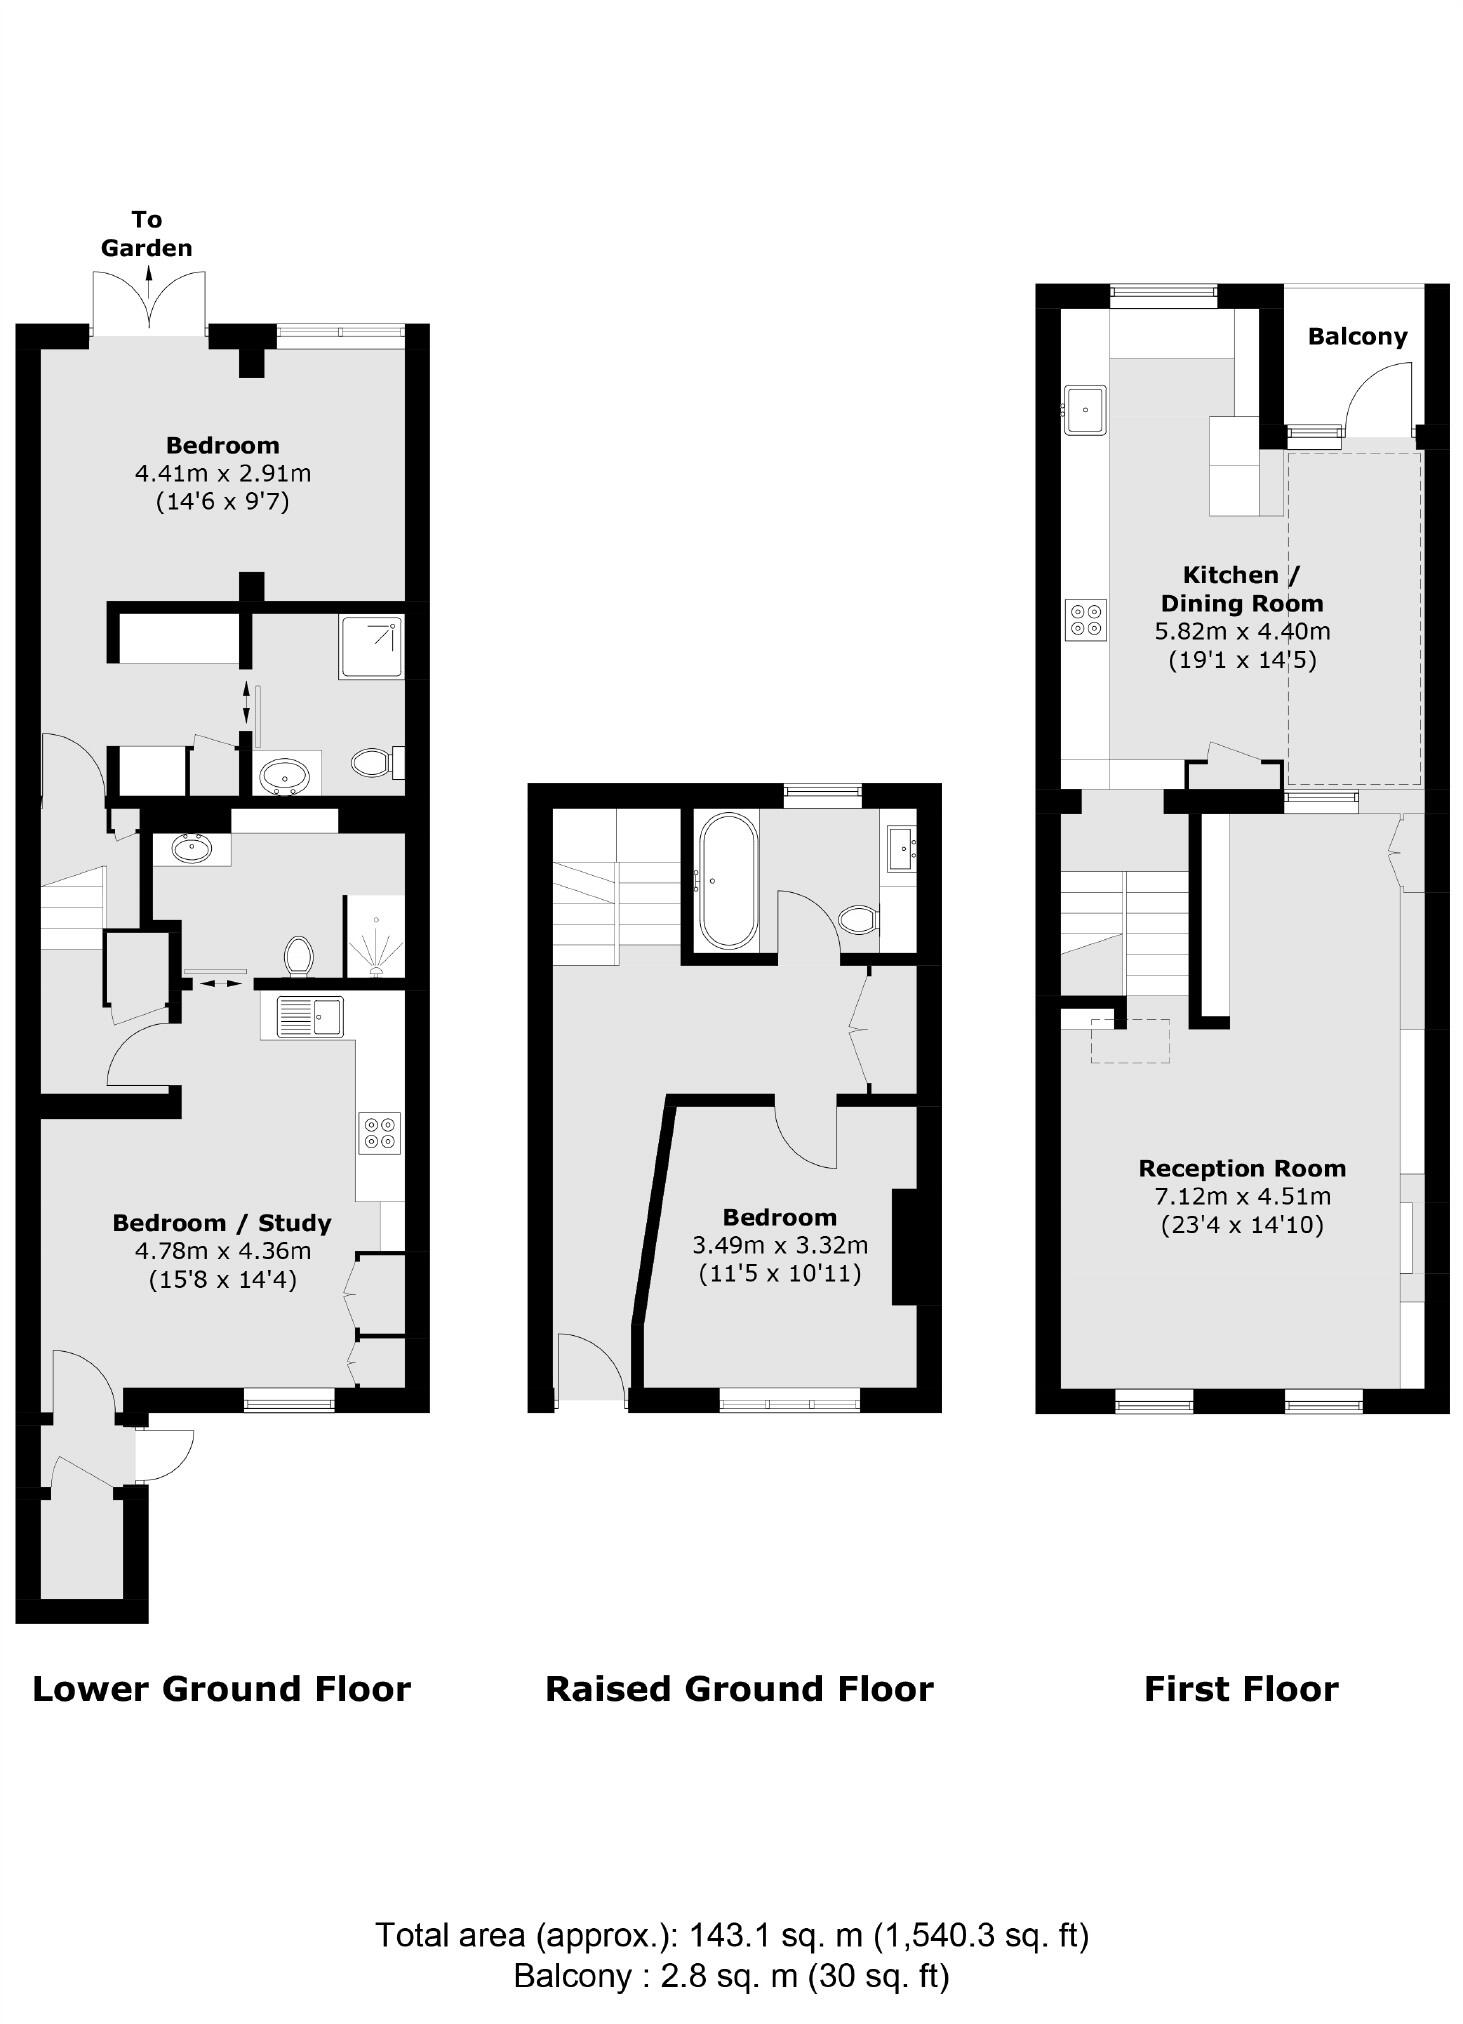 To
Garden
Bedroom
4.41m x 2.91m
(14'6 x 9'7)
Bedroom / Study
4.78m x 4.36m
(15'8 x 14'4)
Lower Ground Floor
Bedroom
3.49m x 3.32m
(11'5 x 10'11)
Raised Ground Floor
Balcony
Kitchen /
Dining Room
5.82m x 4.40m
(19'1 x 14'5)
Reception Room
7.12m x 4.51m
(23'4 x 14'10)
First Floor
Total area (approx.): 143.1 sq. m (1,540.3 sq. ft)
Balcony : 2.8 sq. m (30 sq. ft)